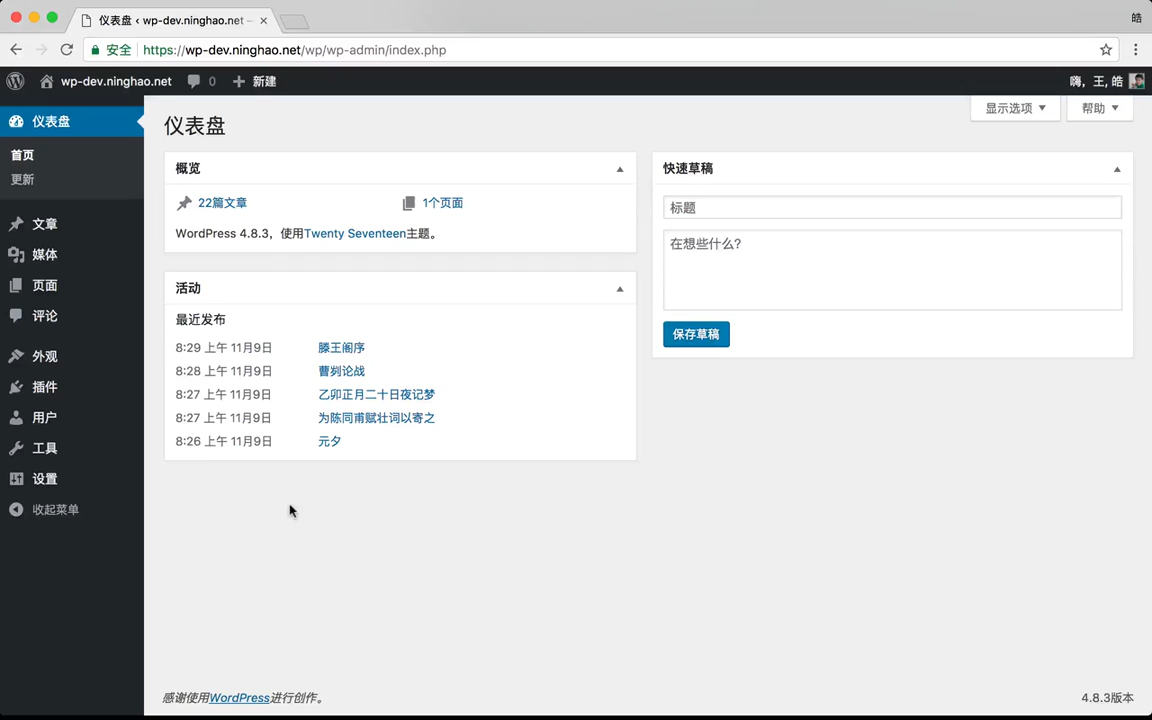 仪表盘 ‹ wp-dev.ninghao.net —
皓
安全
https://wp-dev.ninghao.net/wp/wp-admin/index.php
wp-dev.ninghao.net
0
新建
嗨，王, 皓
仪表盘
首页
更新
文章
媒体
页面
评论
外观
插件
用户
工具
设置
收起菜单
显示选项
帮助
仪表盘
概览
22篇文章
1个页面
WordPress 4.8.3，使用Twenty Seventeen主题。
活动
最近发布
8:29 上午 11月9日 滕王阁序
8:28 上午 11月9日 曹刿论战
8:27 上午 11月9日 乙卯正月二十日夜记梦
8:27 上午 11月9日 为陈同甫赋壮词以寄之
8:26 上午 11月9日 元夕
快速草稿
标题
在想些什么?
保存草稿
感谢使用WordPress进行创作。
4.8.3版本